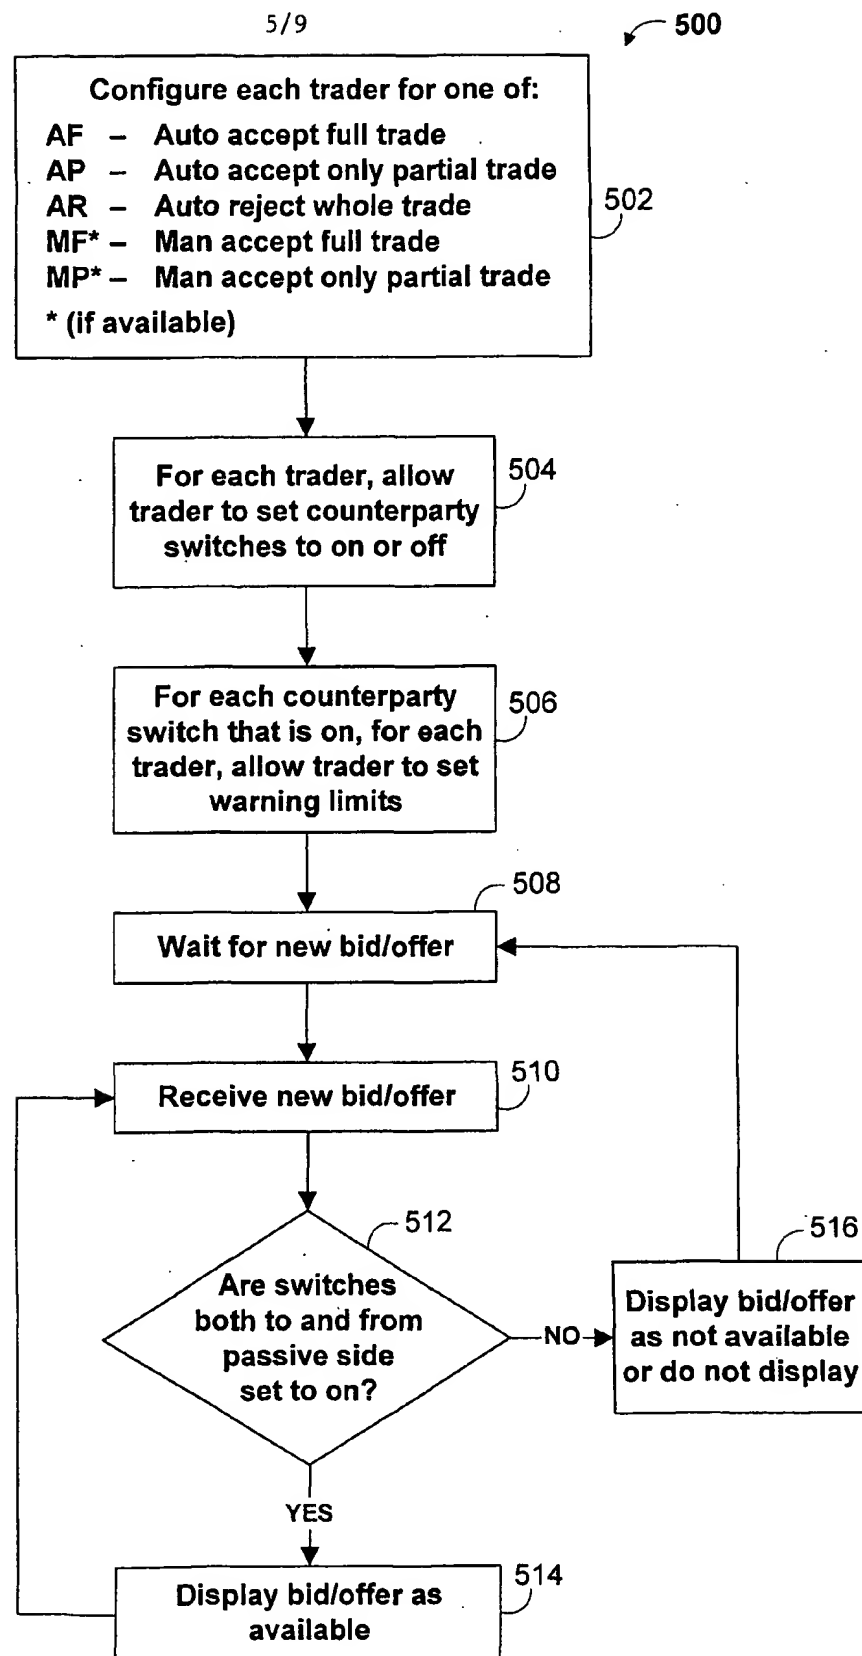 5/9
500
Configure each trader for one of:
AF – Auto accept full trade
AP – Auto accept only partial trade
AR – Auto reject whole trade
MF* – Man accept full trade
MP* – Man accept only partial trade
* (if available)
502
For each trader, allow
trader to set counterparty
switches to on or off
504
For each counterparty
switch that is on, for each
trader, allow trader to set
warning limits
506
508
Wait for new bid/offer
Receive new bid/offer
510
512
Are switches
both to and from
passive side
set to on?
NO
516
Display bid/offer
as not available
or do not display
YES
Display bid/offer as
available
514